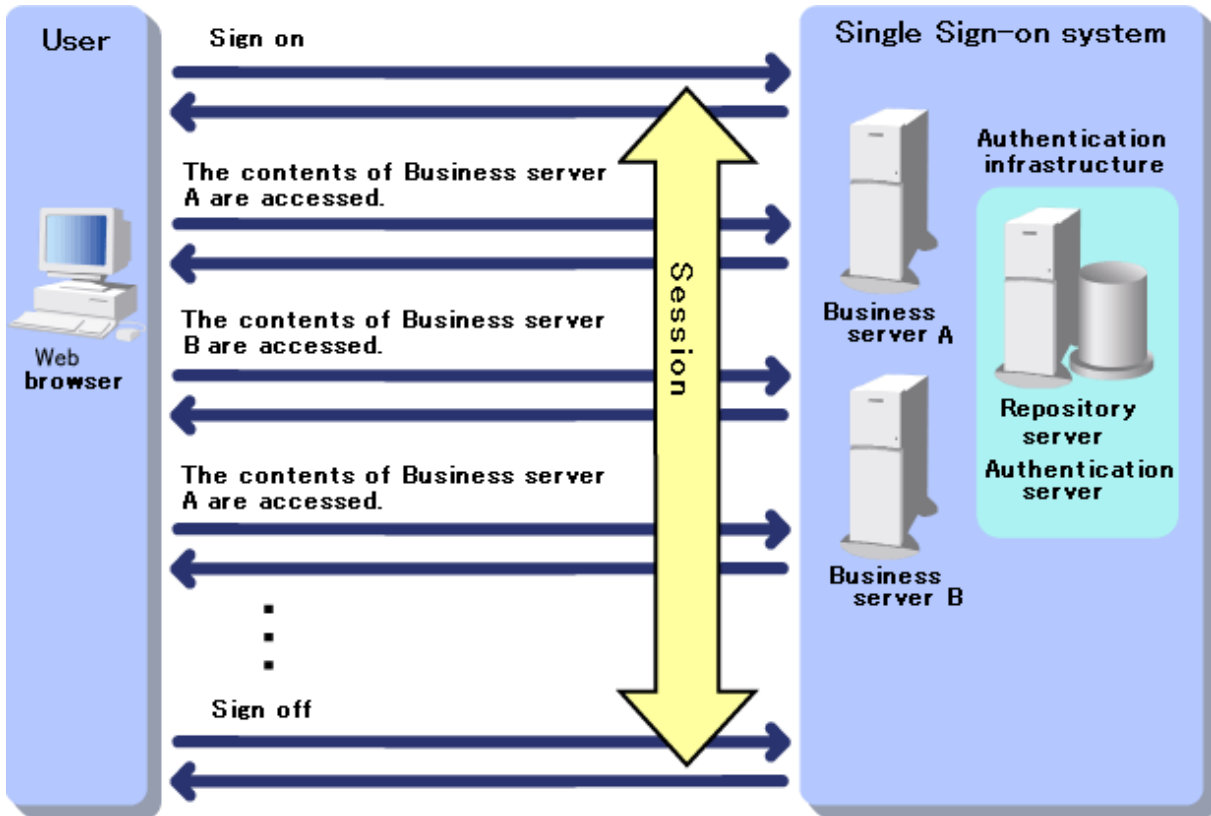 User
Single Sign-on system
Sign on
The contents of Business server
A are accessed.
Authentication
infrastructure
Session
Business
server A
The contents of Business server
B are accessed.
Web
browser
Repository
server
Authentication
server
The contents of Business server
A are accessed.
Business
server B
Sign off